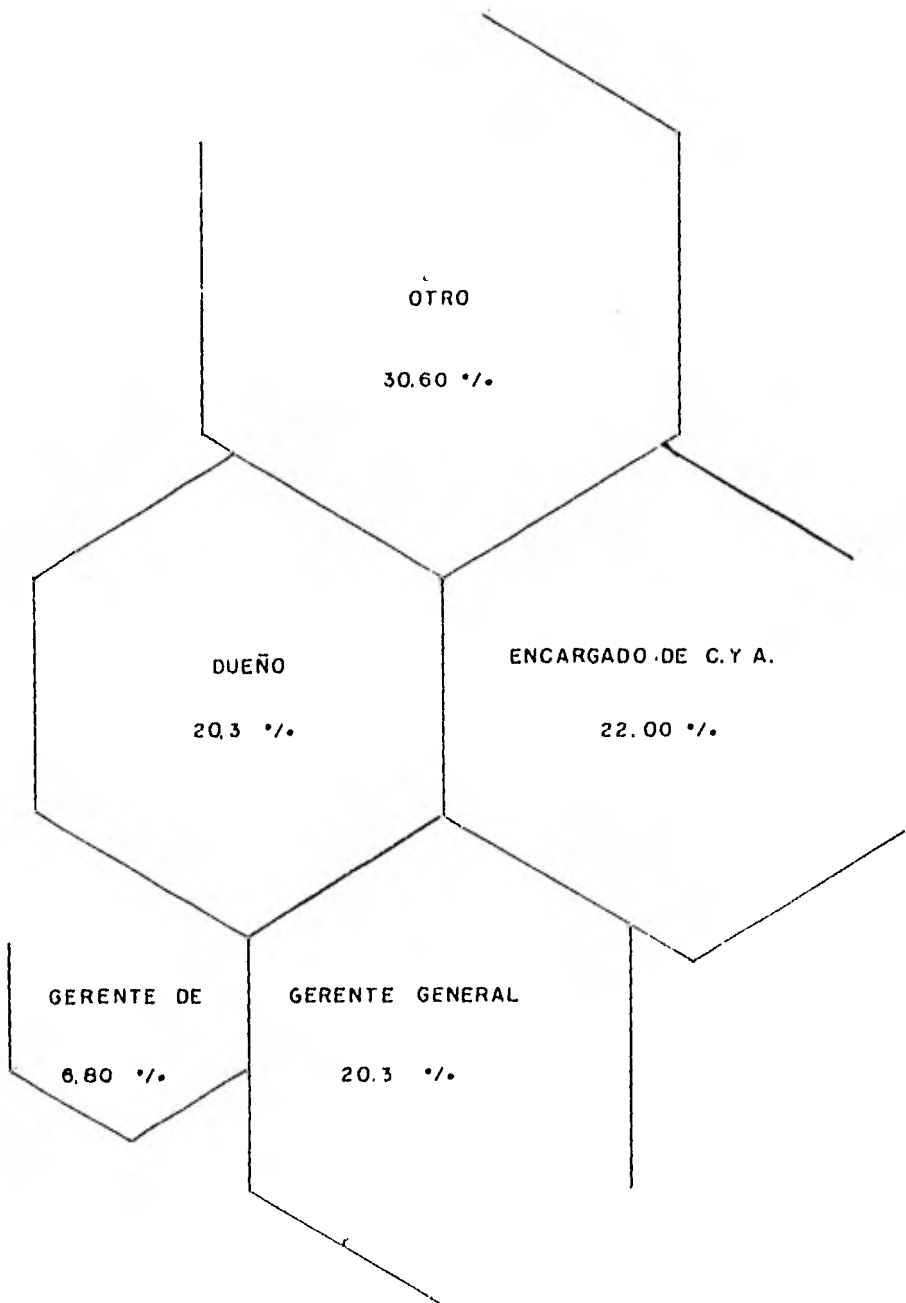 OTRO
30.60 %
DUEÑO
20.3 %
ENCARGADO DE C. Y A.
22.00 %
GERENTE DE
6.80 %
GERENTE GENERAL
20.3 %